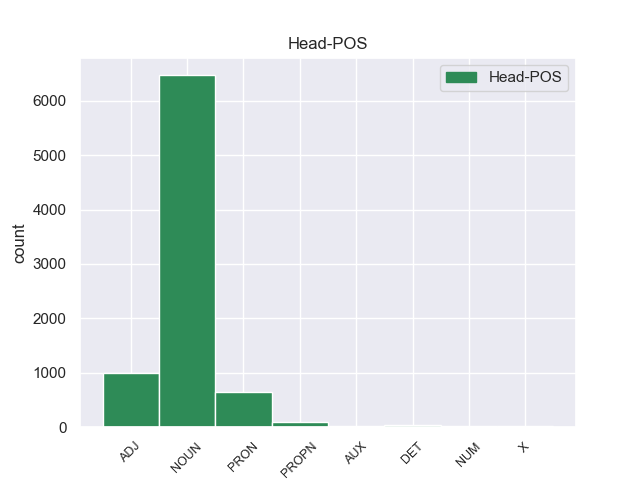 Head-POS
Head-POS
6000
5000
4000
3000
2000
1000
0
count
ADJ
NOUN
PRON
PROPN
AUX
DET
NUM
X